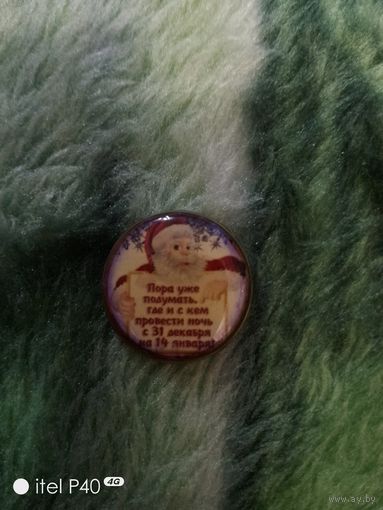 Пора уже
подумать,
где и с кем
провести ночь
с 31 декабря
на 14 января!
itel P40 4G
www.ay.by